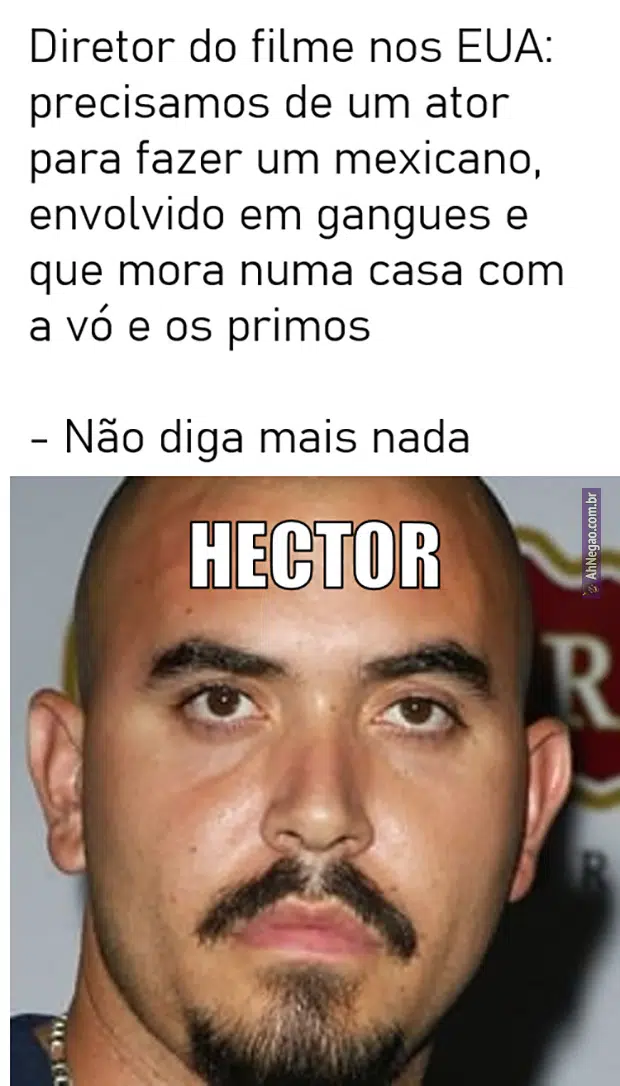 Diretor do filme nos EUA:
precisamos de um ator
para fazer um mexicano,
envolvido em gangues e
que mora numa casa com
a vó e os primos
- Não diga mais nada
HECTOR
AhNegao.com.br
R
R